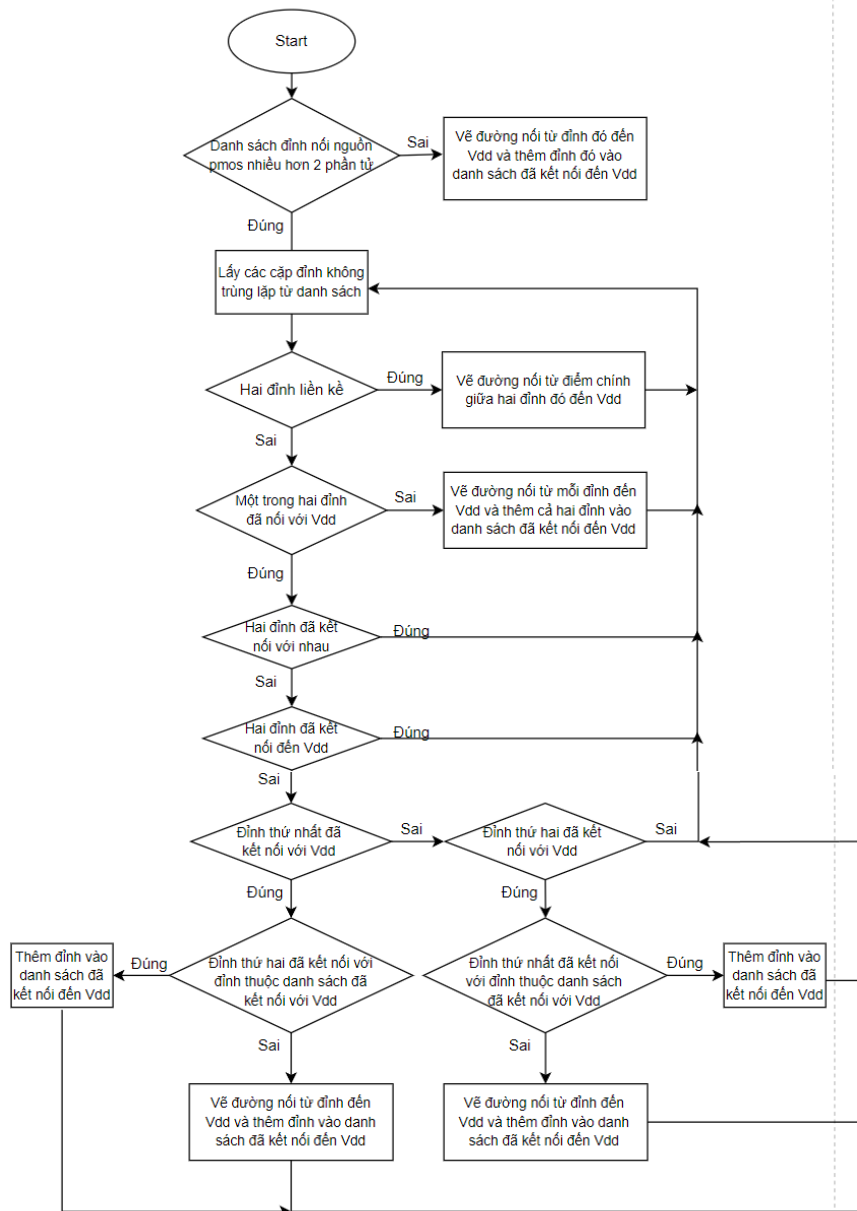 Start
Danh sách đỉnh nối nguồn
pmos nhiều hơn 2 phần tử
Sai
Vẽ đường nối từ đỉnh đó đến
Vdd và thêm đỉnh đó vào
danh sách đã kết nối đến Vdd
Đúng
Lấy các cặp đỉnh không
trùng lặp từ danh sách
Hai đỉnh liền kề
Đúng
Vẽ đường nối từ điểm chính
giữa hai đỉnh đó đến Vdd
Sai
Một trong hai đỉnh
đã nối với Vdd
Sai
Vẽ đường nối từ mỗi đỉnh đến
Vdd và thêm cả hai đỉnh vào
danh sách đã kết nối đến Vdd
Đúng
Hai đỉnh đã kết
nối với nhau
Đúng
Sai
Hai đỉnh đã kết
nối đến Vdd
Đúng
Sai
Đỉnh thứ nhất đã
kết nối với Vdd
Sai
Đỉnh thứ hai đã kết
nối với Vdd
Sai
Đúng
Đúng
Thêm đỉnh vào
danh sách đã
kết nối đến Vdd
Đúng
Đỉnh thứ hai đã kết nối với
đỉnh thuộc danh sách đã
kết nối với Vdd
Đỉnh thứ nhất đã kết nối
với đỉnh thuộc danh sách
đã kết nối với Vdd
Đúng
Thêm đỉnh vào
danh sách đã
kết nối đến Vdd
Sai
Sai
Vẽ đường nối từ đỉnh đến
Vdd và thêm đỉnh vào danh
sách đã kết nối đến Vdd
Vẽ đường nối từ đỉnh đến
Vdd và thêm đỉnh vào danh
sách đã kết nối đến Vdd